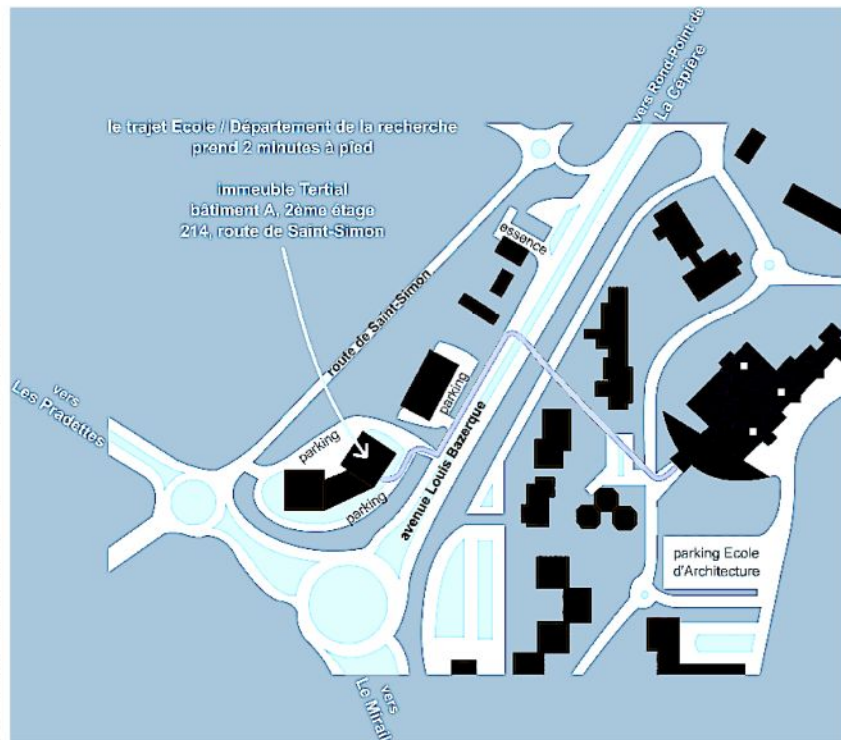 vers Rond-Point de
La Cépière
le trajet Ecole / Département de la recherche
prend 2 minutes à pied
immeuble Tertial
bâtiment A, 2ème étage
214, route de Saint-Simon
essence
route de Saint-Simon
vers
Les Pradettes
parking
parking
parking
avenue Louis Bazerque
parking Ecole
d'Architecture
vers
Le Mirail